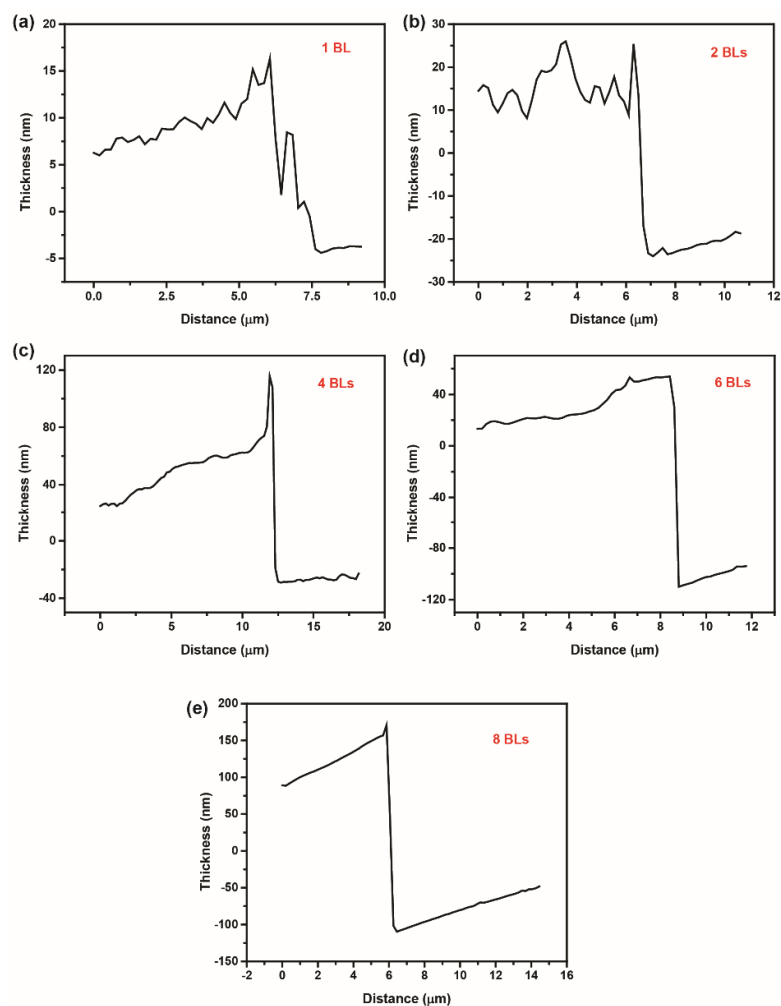 (a)
1 BL
Thickness (nm)
20
15
10
5
0
-5
0.0 2.5 5.0 7.5 10.0
Distance (μm)
(b)
2 BLs
Thickness (nm)
30
20
10
0
-10
-20
-30
0 2 4 6 8 10 12
Distance (μm)
(c)
4 BLs
Thickness (nm)
120
80
40
0
-40
0 5 10 15 20
Distance (μm)
(d)
6 BLs
Thickness (nm)
40
0
-40
-80
-120
0 2 4 6 8 10
Distance (μm)
(e)
8 BLs
Thickness (nm)
200
150
100
50
0
-50
-100
-150
-2 0 2 4 6 8 10 12 14 16
Distance (μm)